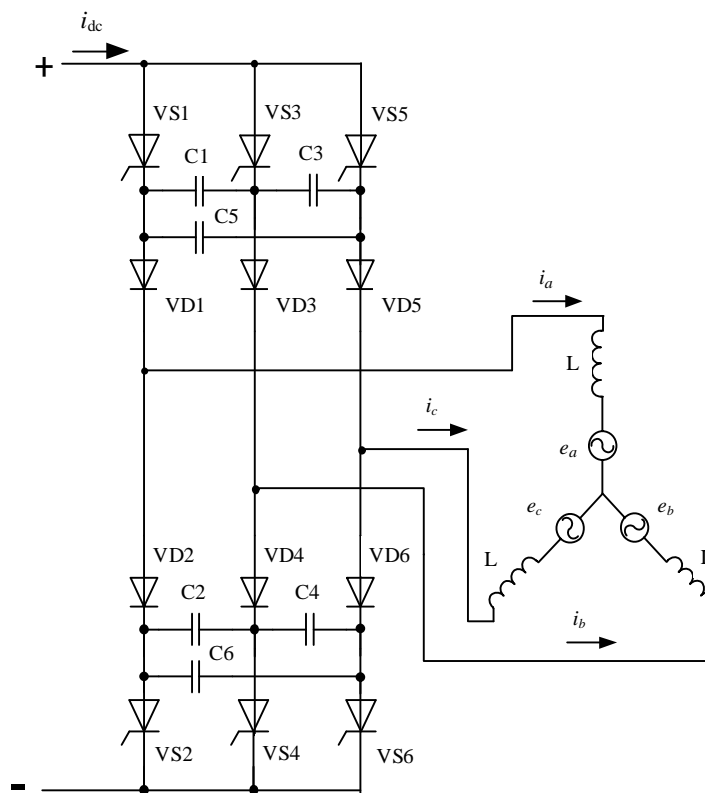 i_dc
+
VS1
VS3
VS5
C1
C3
C5
VD1
VD3
VD5
i_a
L
i_c
e_a
e_c
e_b
VD2
VD4
VD6
L
C2
C4
i_b
C6
VS2
VS4
VS6
-